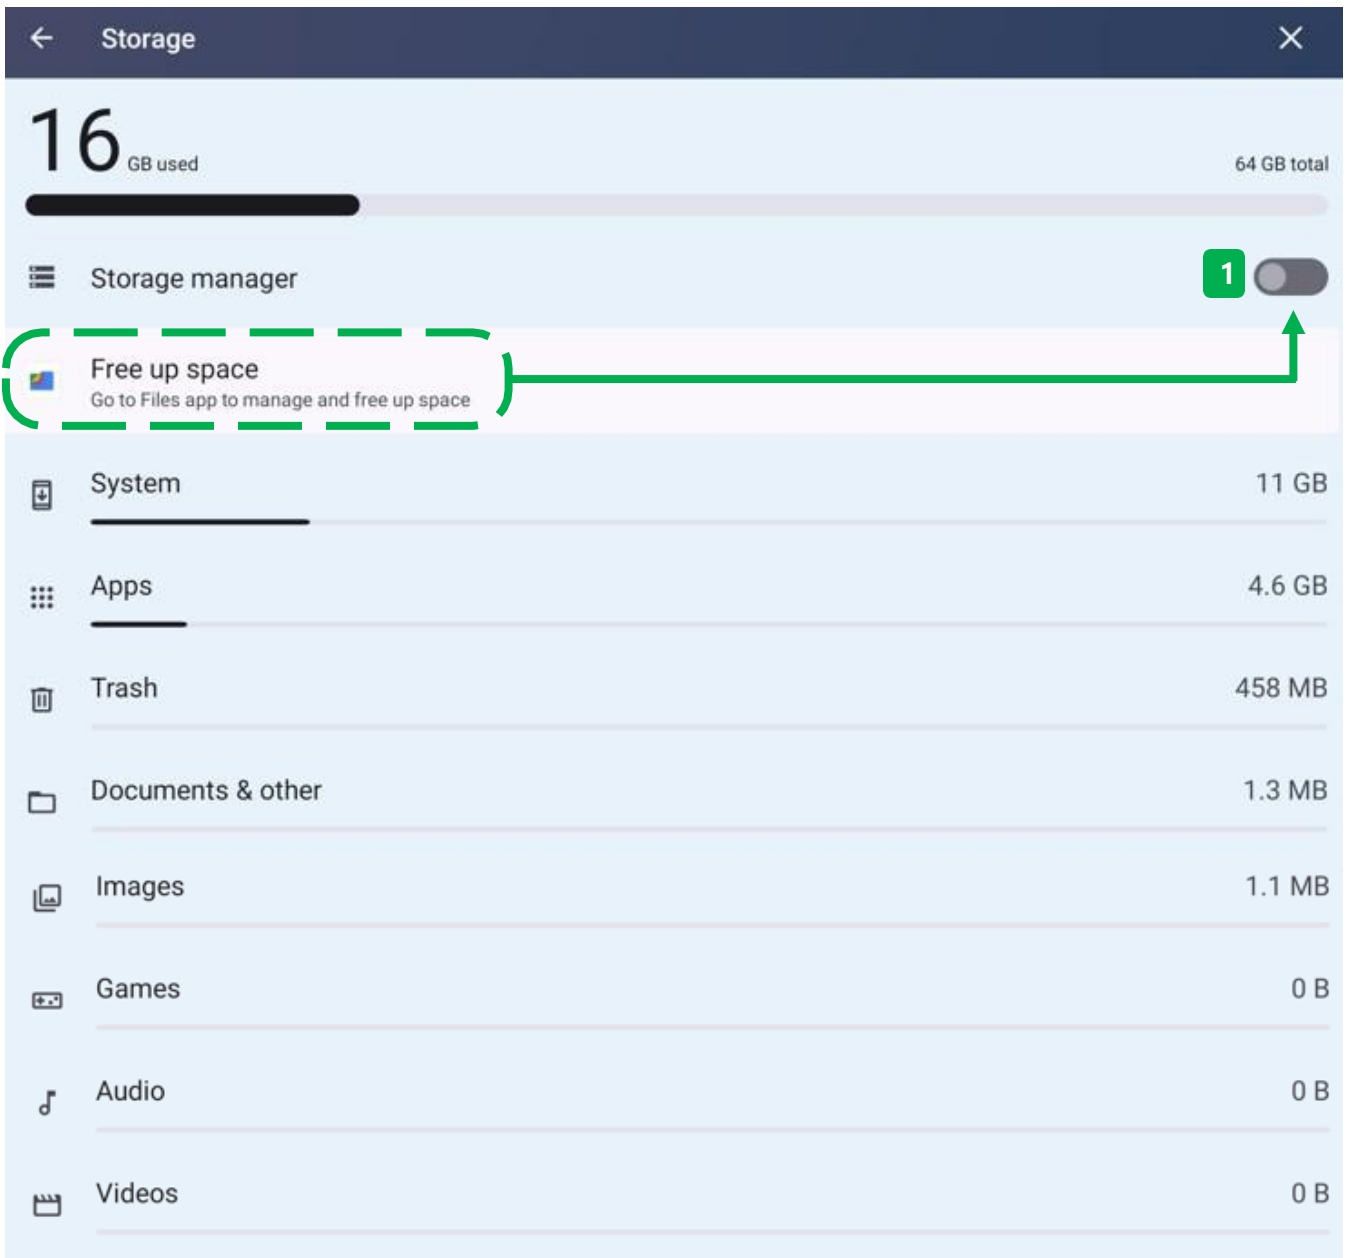 Storage
16 GB used
64 GB total
Storage manager
1
Free up space
Go to Files app to manage and free up space
System
11 GB
Apps
4.6 GB
Trash
458 MB
Documents & other
1.3 MB
Images
1.1 MB
Games
0 B
Audio
0 B
Videos
0 B